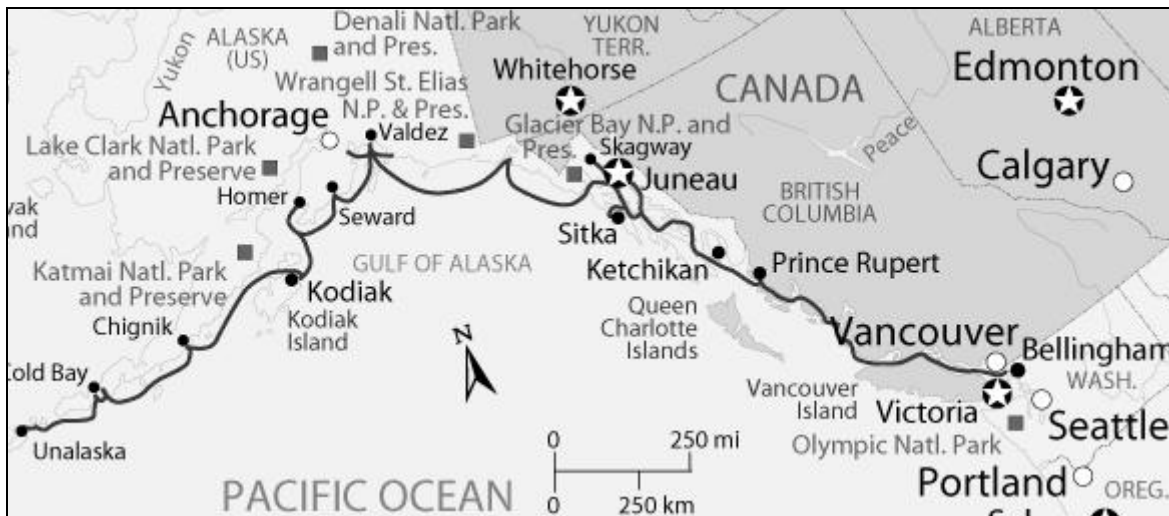 Denali Natl. Park
and Pres.
YUKON
TERR.
ALBERTA
ALASKA
(US)
Yukon
Whitehorse
CANADA
Edmonton
Wrangell St. Elias
N.P. & Pres.
Anchorage
Valdez
Glacier Bay N.P. and
Pres.
Skagway
Peace
Lake Clark Natl. Park
and Preserve
Juneau
Calgary
Homer
Seward
BRITISH
COLUMBIA
Sitka
GULF OF ALASKA
Ketchikan
Prince Rupert
Katmai Natl. Park
and Preserve
Kodiak
Kodiak
Island
Queen
Charlotte
Islands
Chignik
N
Vancouver
Bellingham
WASH.
Cold Bay
Vancouver
Island
Victoria
Seattle
Unalaska
Olympic Natl. Park
0
250 mi
0
250 km
PACIFIC OCEAN
Portland
OREG.